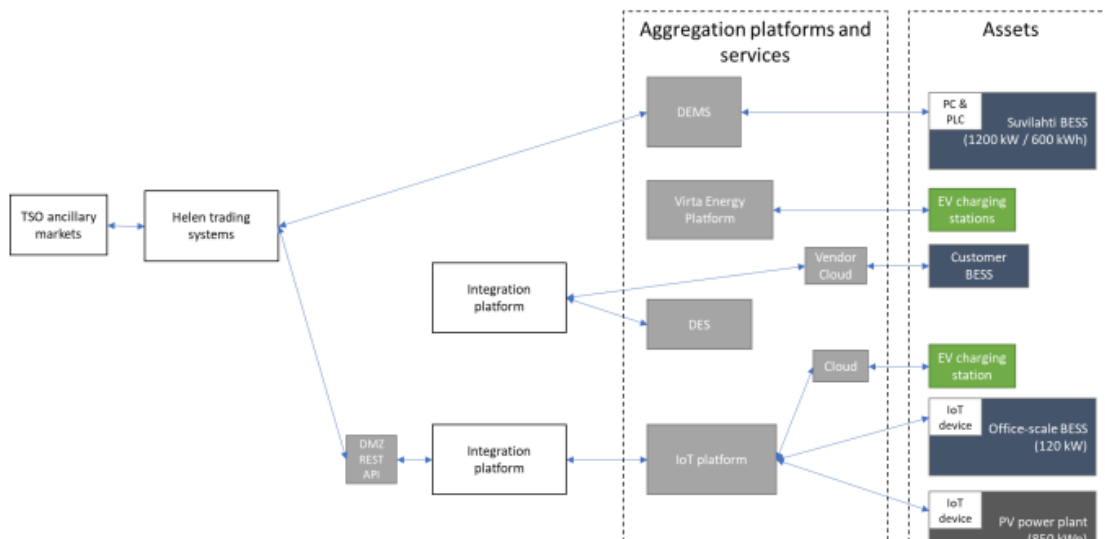 Aggregation platforms and
services
Assets
DEMS
PC &
PLC
Suvilahti BESS
(1200 kW / 600 kWh)
TSO ancillary
markets
Helen trading
systems
Virta Energy
Platform
EV charging
stations
Vendor
Cloud
Customer
BESS
Integration
platform
DES
Cloud
EV charging
station
IoT
device
Office-scale BESS
(120 kW)
DMZ
REST
API
Integration
platform
IoT platform
IoT
device
PV power plant
(850 kWp)